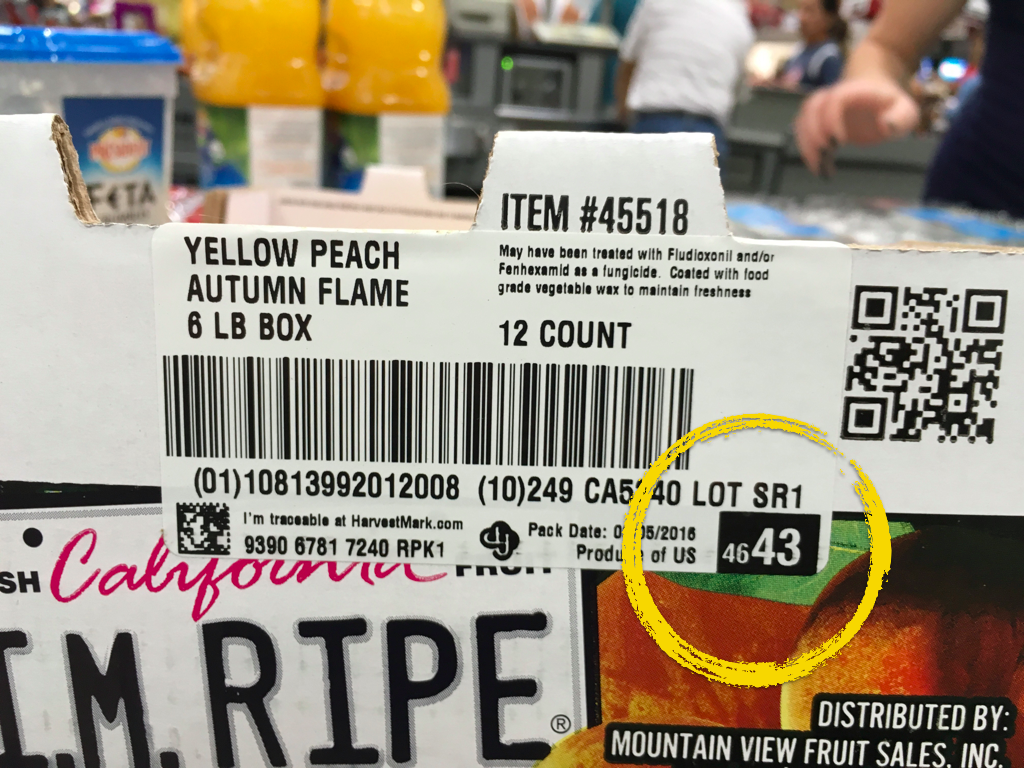 FETA
ITEM #45518
YELLOW PEACH
AUTUMN FLAME
6 LB BOX
May have been treated with Fludioxonil and/or
Fenhexamid as a fungicide. Coated with food
grade vegetable wax to maintain freshness
12 COUNT
(01)10813992012008 (10)249 LOT SR1
I'm traceable at HarvestMark.com
9390 6781 7240 RPK1
Pack Date:
of US
4643
California
FRUIT
I.M. RIPE®
DISTRIBUTED BY:
MOUNTAIN VIEW FRUIT SALES, INC.